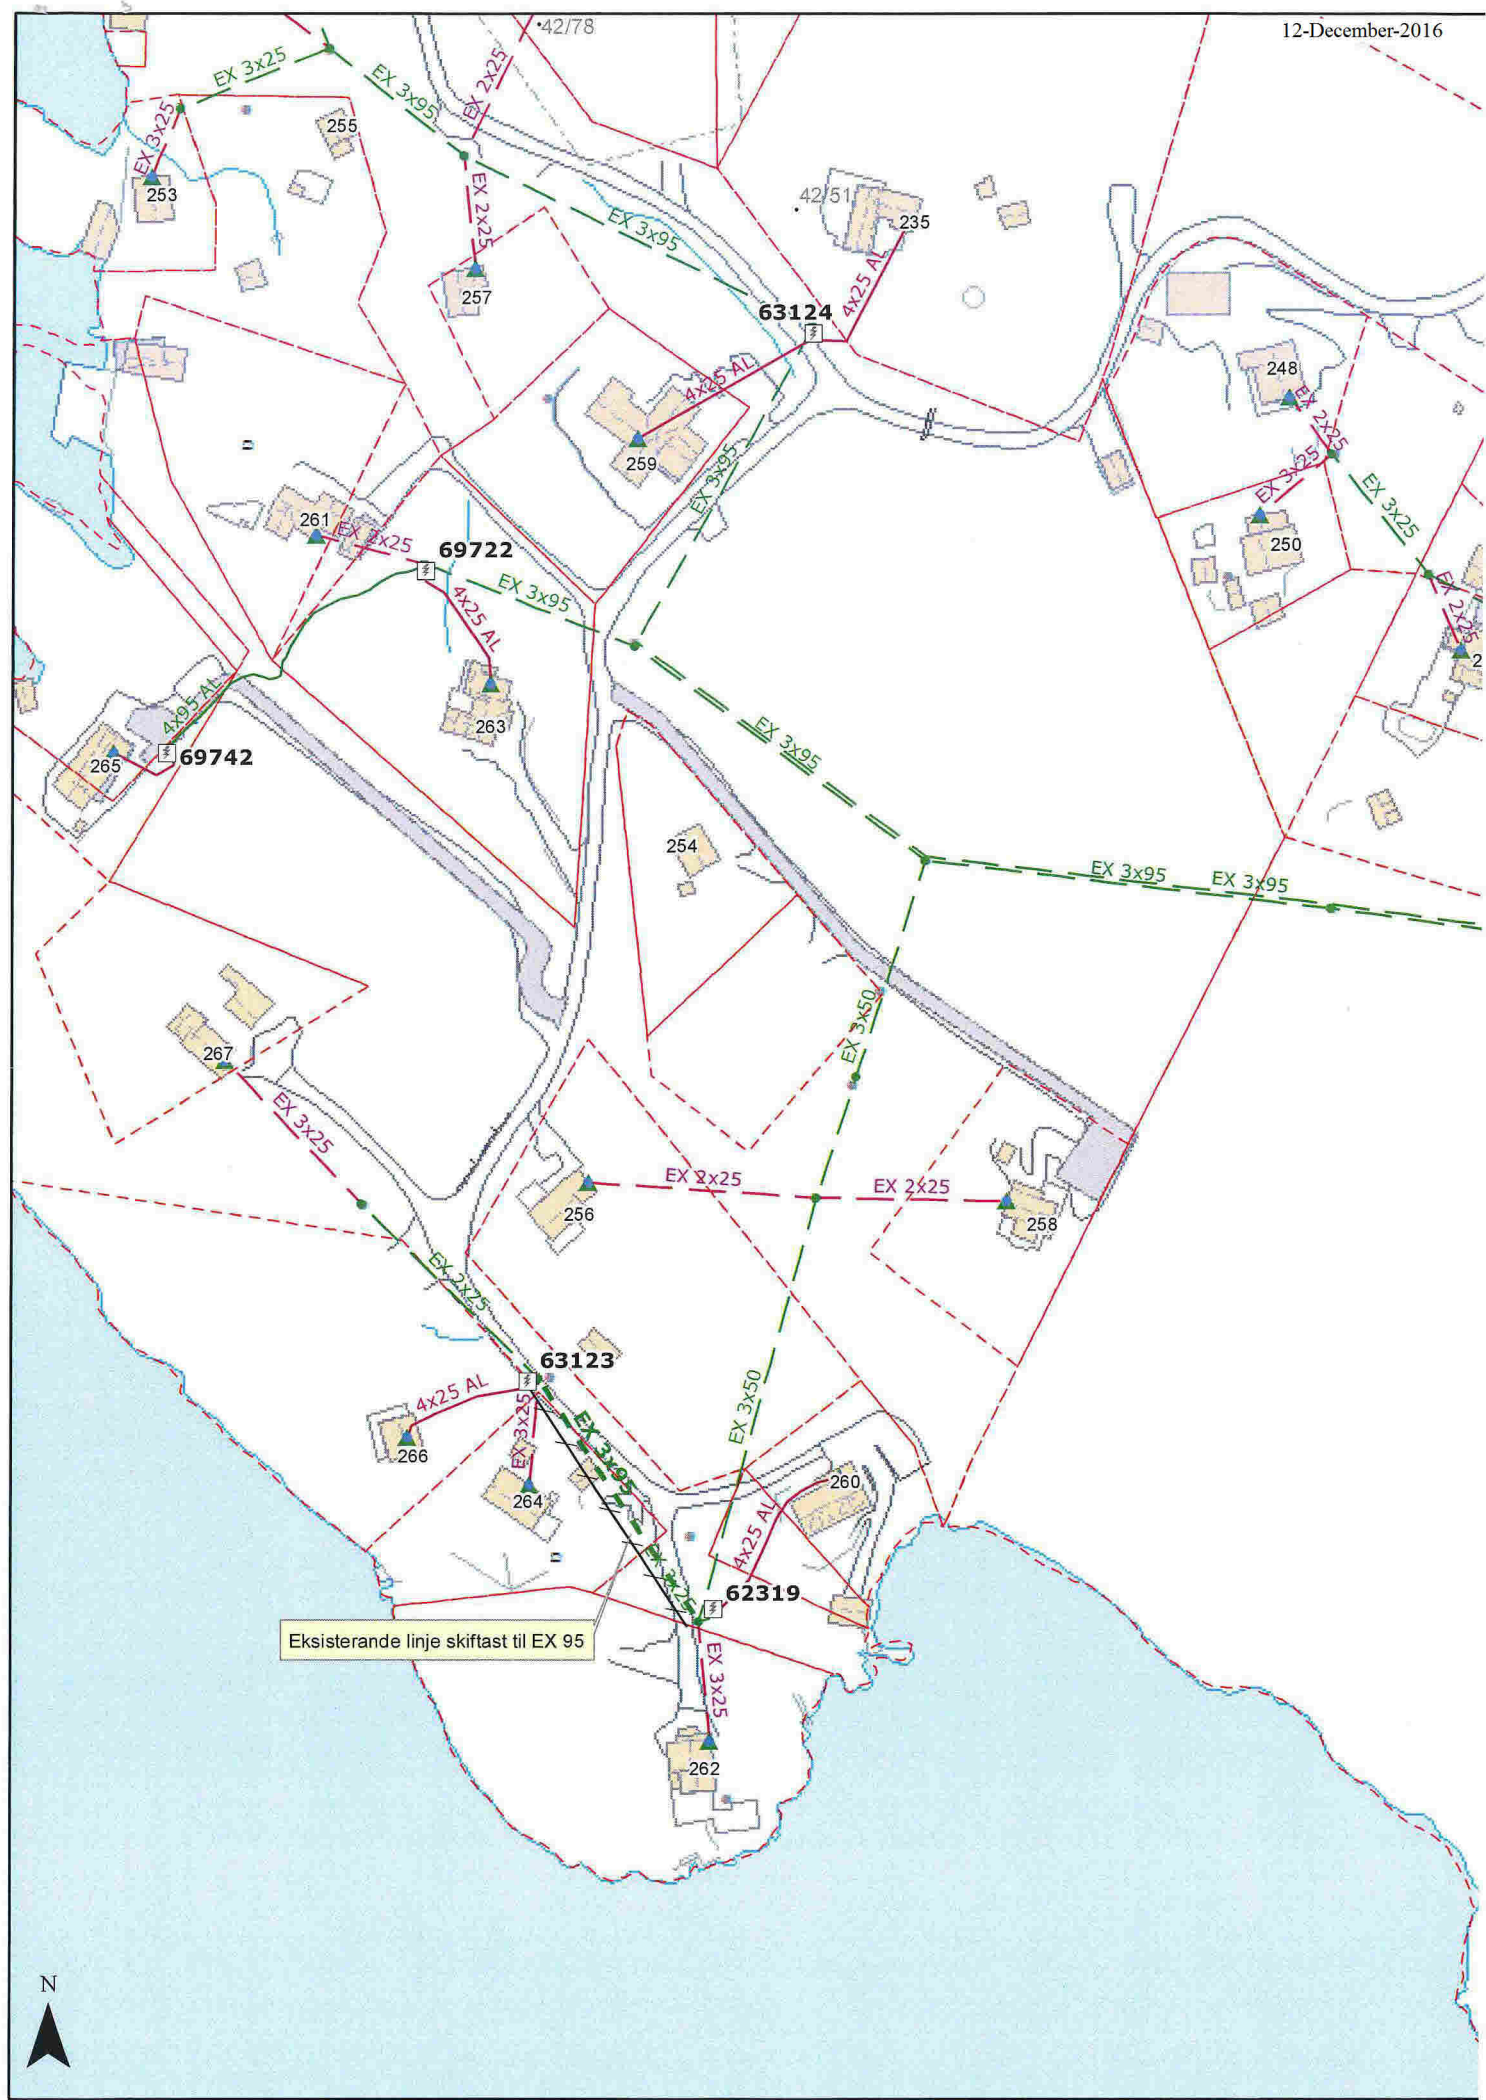 42/78
12-December-2016
EX 3x25
EX 3x95
EX 2x25
EX 3x25
255
253
EX 2x25
42/51
EX 3x95
235
257
4x25 AL
63124
248
4x25 AL
EX 2x25
259
EX 3x95
EX 3x25
EX 3x25
261
EX 2x25
69722
250
EX 3x95
4x25 AL
EX 2x25
2
4x95 AL
263
EX 3x95
265
69742
254
EX 3x95
EX 3x95
EX 3x50
267
EX 3x25
EX 2x25
EX 2x25
256
258
EX 2x25
63123
4x25 AL
EX 3x25
EX 3x95
EX 3x50
266
264
260
4x25 AL
EX 3x25
62319
Eksisterande linje skiftast til EX 95
EX 3x25
262
N